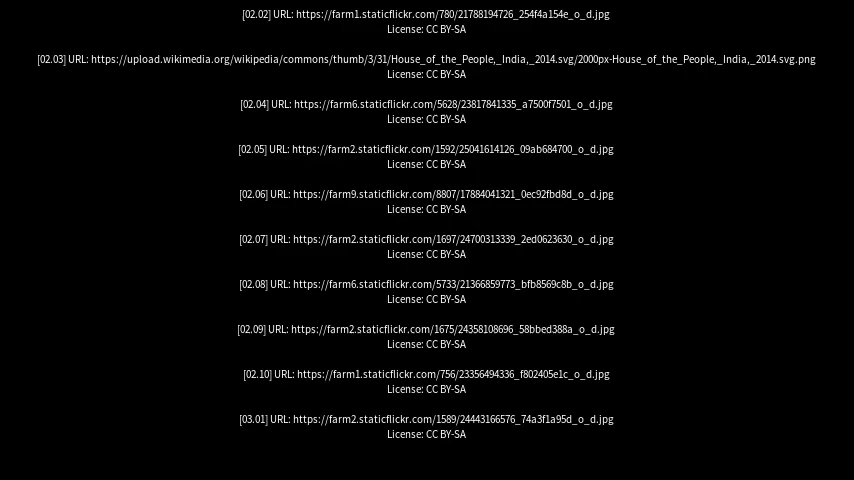 [02.02] URL: https://farm1.staticflickr.com/780/21788194726_254f4a154e_o_d.jpg
License: CC BY-SA
[02.03] URL: https://upload.wikimedia.org/wikipedia/commons/thumb/3/31/House_of_the_People,_India,_2014.svg/2000px-House_of_the_People,_India,_2014.svg.png
License: CC BY-SA
[02.04] URL: https://farm6.staticflickr.com/5628/23817841335_a7500f7501_o_d.jpg
License: CC BY-SA
[02.05] URL: https://farm2.staticflickr.com/1592/25041614126_09ab684700_o_d.jpg
License: CC BY-SA
[02.06] URL: https://farm9.staticflickr.com/8807/17884041321_0ec92fbd8d_o_d.jpg
License: CC BY-SA
[02.07] URL: https://farm2.staticflickr.com/1697/24700313339_2ed0623630_o_d.jpg
License: CC BY-SA
[02.08] URL: https://farm6.staticflickr.com/5733/21366859773_bfb8569c8b_o_d.jpg
License: CC BY-SA
[02.09] URL: https://farm2.staticflickr.com/1675/24358108696_58bbed388a_o_d.jpg
License: CC BY-SA
[02.10] URL: https://farm1.staticflickr.com/756/23356494336_f802405e1c_o_d.jpg
License: CC BY-SA
[03.01] URL: https://farm2.staticflickr.com/1589/24443166576_74a3f1a95d_o_d.jpg
License: CC BY-SA